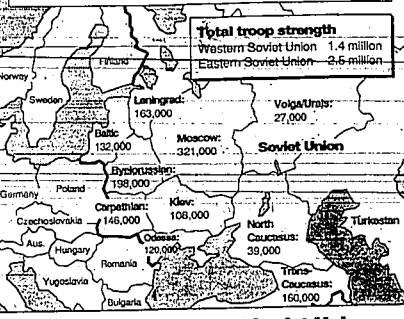 Total troop strength
Western Soviet Union 1.4 million
Eastern Soviet Union 2.5 million
Finland
Norway
Sweden
Leningrad:
163,000
Volga/Urals:
27,000
Baltic
132,000
Moscow:
321,000
Soviet Union
Byelorussian:
198,000
Germany
Poland
Carpathian:
146,000
Kiev:
108,000
Czechoslovakia
Turkestan
North
Caucasus:
39,000
Aus.
Hungary
Odessa:
120,000
Romania
Yugoslavia
Trans-
Caucasus:
160,000
Bulgaria